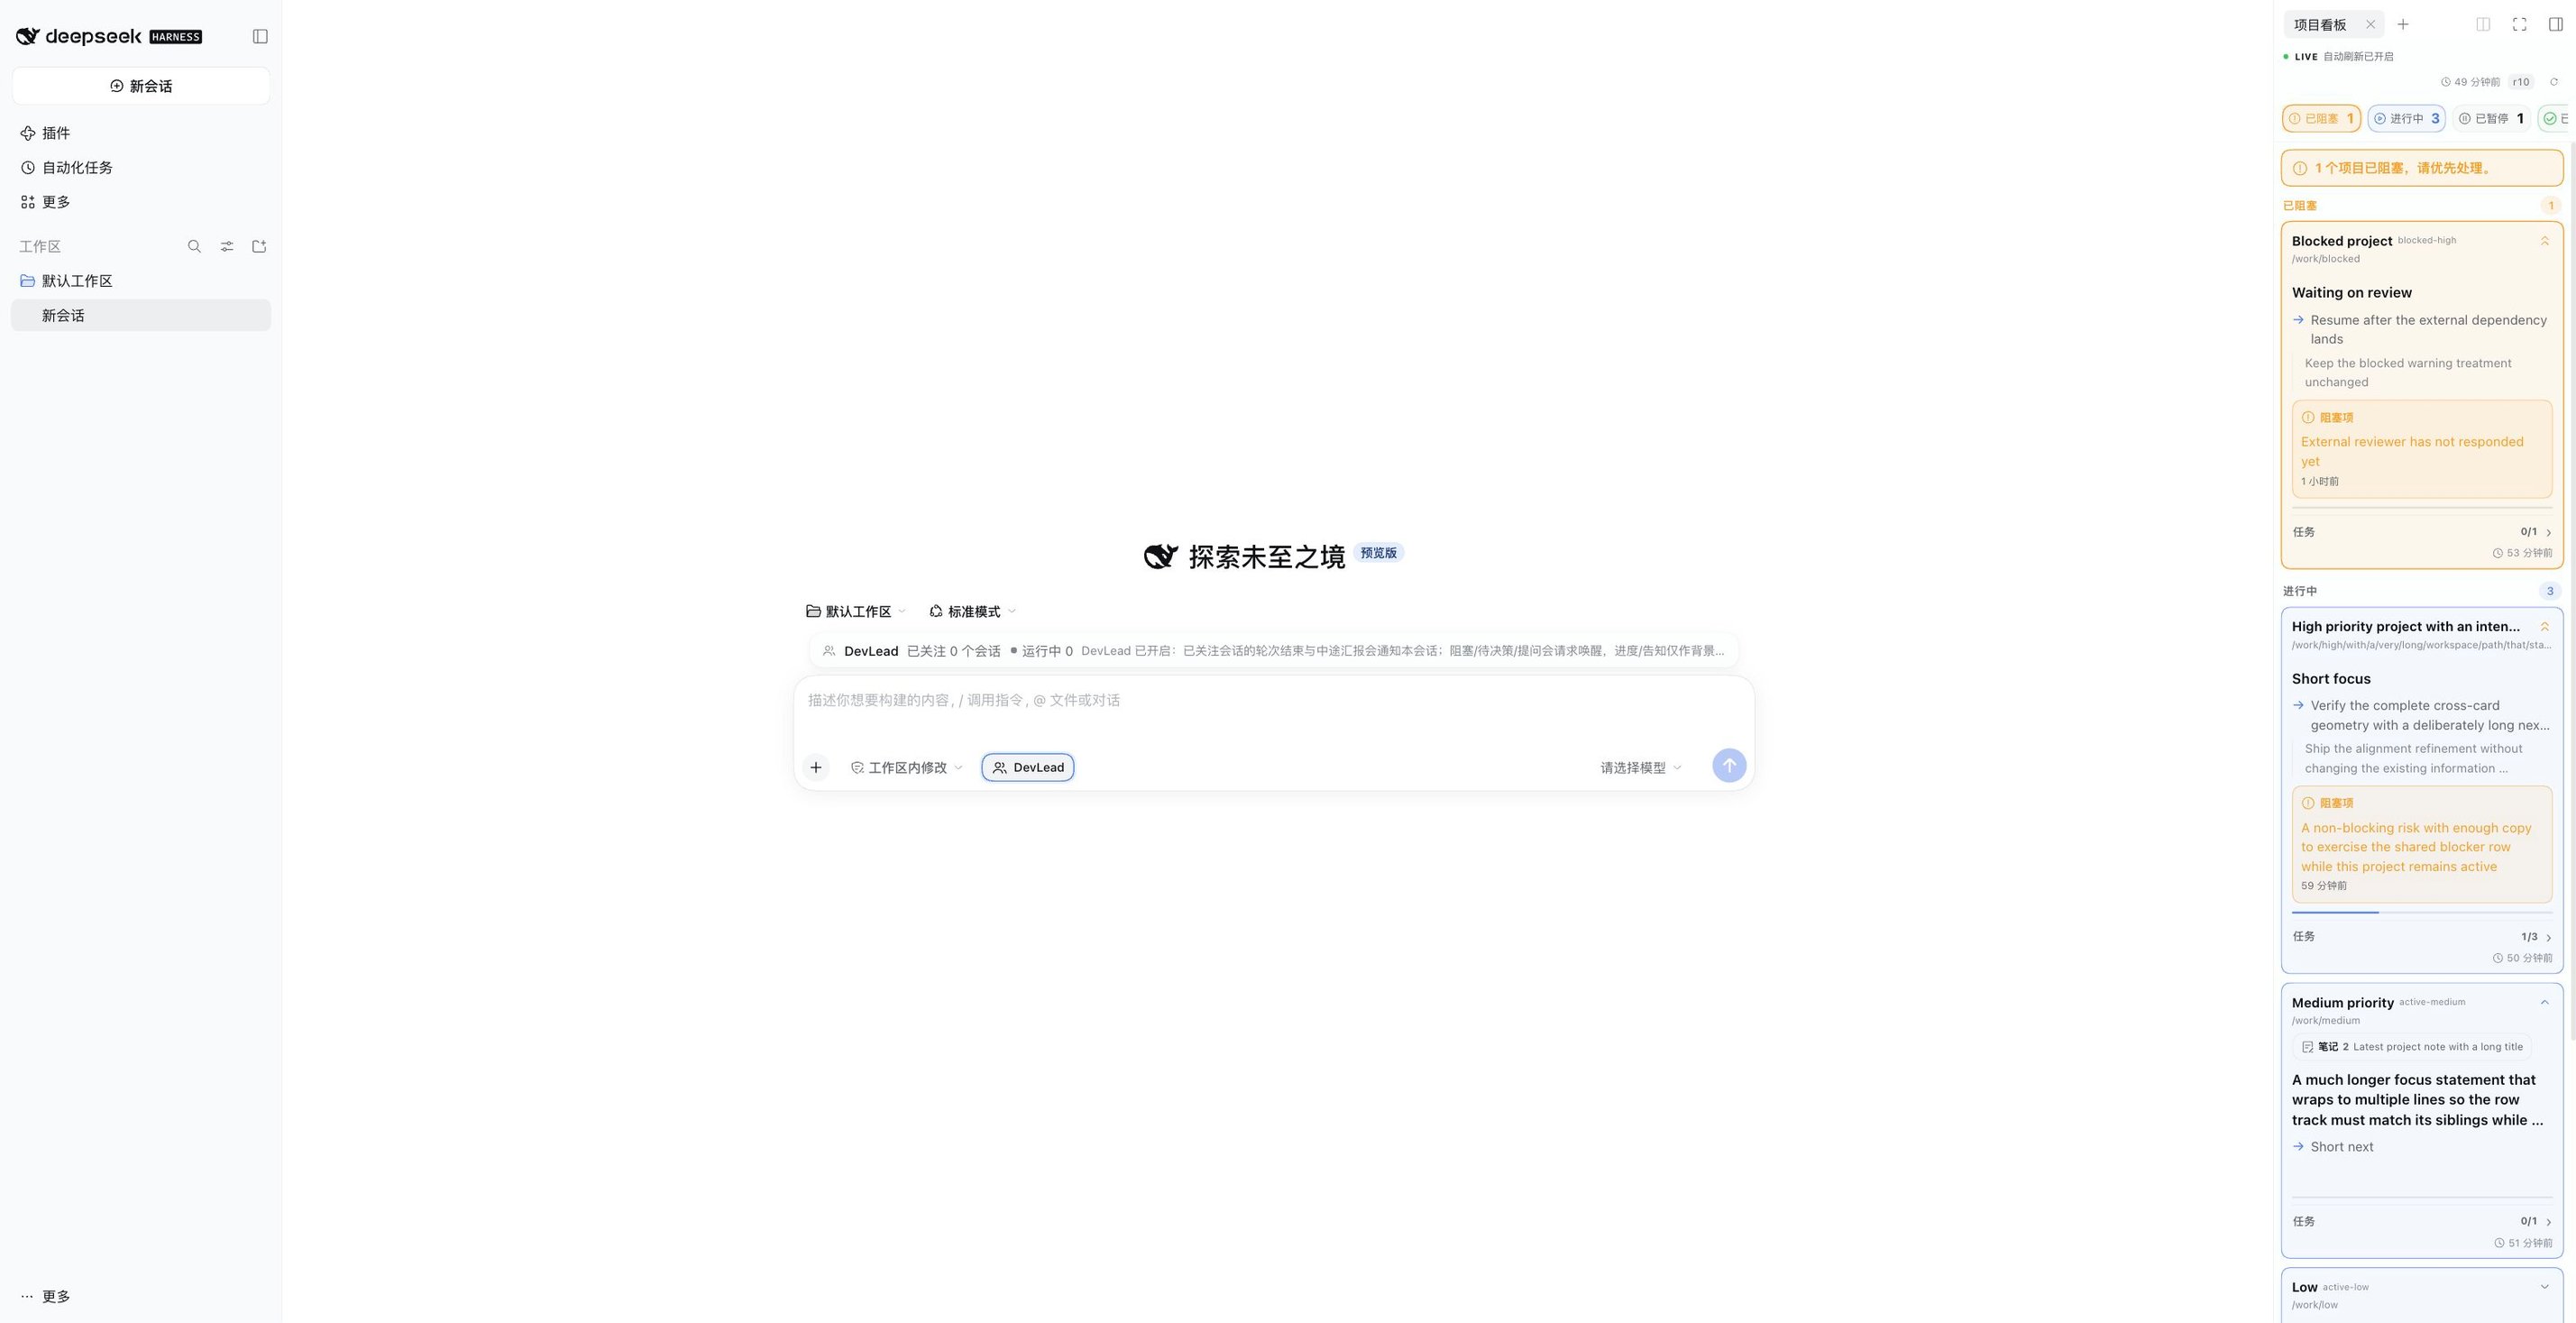 deepseek HARNESS
新会话
插件
自动化任务
更多
工作区
默认工作区
新会话
更多
探索未至之境 预览版
默认工作区 标准模式
DevLead 已关注 0 个会话 运行中 0 DevLead 已开启：已关注会话的轮次结束与中途汇报会通知本会话；阻塞/待决策/提问会请求唤醒，进度/告知仅作背景...
描述你想要构建的内容, / 调用指令, @ 文件或对话
工作区内修改 DevLead 请选择模型
项目看板
LIVE 自动刷新已开启
49 分钟前 r10
已阻塞 1 进行中 3 已暂停 1
1 个项目已阻塞，请优先处理。
已阻塞 1
Blocked project blocked-high
/work/blocked
Waiting on review
Resume after the external dependency
lands
Keep the blocked warning treatment
unchanged
阻塞项
External reviewer has not responded
yet
1 小时前
任务 0/1
53 分钟前
进行中 3
High priority project with an inten...
/work/high/with/a/very/long/workspace/path/that/sta...
Short focus
Verify the complete cross-card
geometry with a deliberately long nex...
Ship the alignment refinement without
changing the existing information ...
阻塞项
A non-blocking risk with enough copy
to exercise the shared blocker row
while this project remains active
59 分钟前
任务 1/3
50 分钟前
Medium priority active-medium
/work/medium
笔记 2 Latest project note with a long title
A much longer focus statement that
wraps to multiple lines so the row
track must match its siblings while ...
Short next
任务 0/1
51 分钟前
Low active-low
/work/low